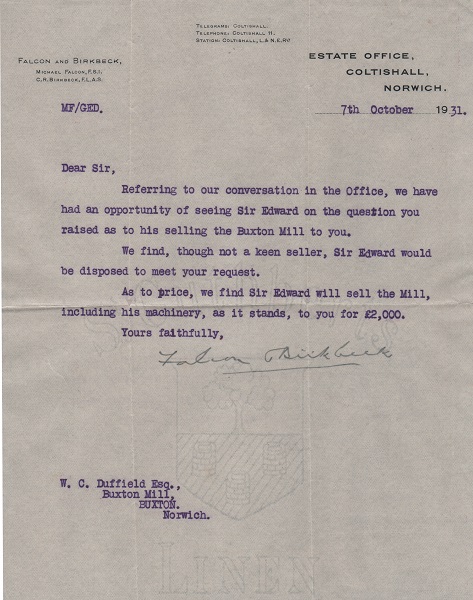 Telegrams: Coltishall.
Telephone: Coltishall 11.
Station: Coltishall, L. & N.E. Rly
Falcon and Birkbeck,
Michael Falcon, F.S.I.
C.R. Birkbeck, F.L.A.S.
Estate Office,
Coltishall,
Norwich.
MF/GED.
7th October 1931.
Dear Sir,
Referring to our conversation in the Office, we have
had an opportunity of seeing Sir Edward on the question you
raised as to his selling the Buxton Mill to you.
We find, though not a keen seller, Sir Edward would
be disposed to meet your request.
As to price, we find Sir Edward will sell the Mill,
including his machinery, as it stands, to you for £2,000.
Yours faithfully,
Falcon & Birkbeck
W. C. Duffield Esq.,
Buxton Mill,
BUXTON.
Norwich.
LINEN